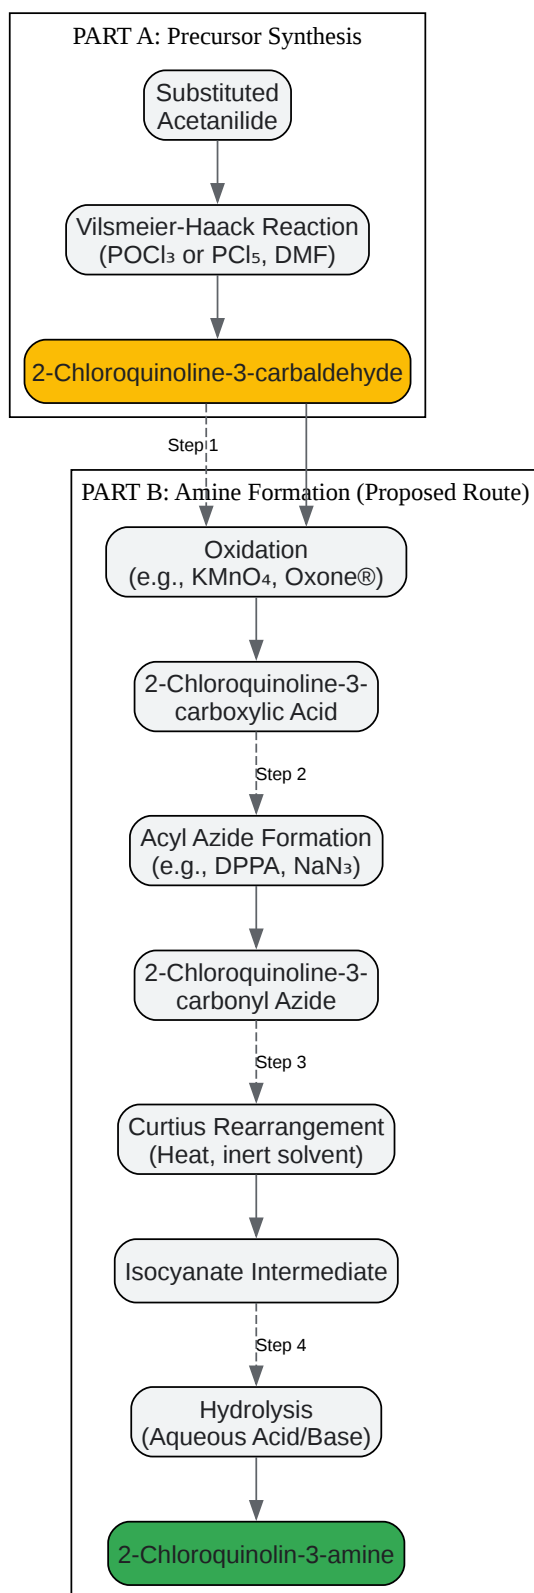 PART A: Precursor Synthesis
Substituted
Acetanilide
Vilsmeier-Haack Reaction
(POCl₃ or PCl₅, DMF)
2-Chloroquinoline-3-carbaldehyde
Step 1
PART B: Amine Formation (Proposed Route)
Oxidation
(e.g., KMnO₄, Oxone®)
2-Chloroquinoline-3-
carboxylic Acid
Step 2
Acyl Azide Formation
(e.g., DPPA, NaN₃)
2-Chloroquinoline-3-
carbonyl Azide
Step 3
Curtius Rearrangement
(Heat, inert solvent)
Isocyanate Intermediate
Step 4
Hydrolysis
(Aqueous Acid/Base)
2-Chloroquinolin-3-amine